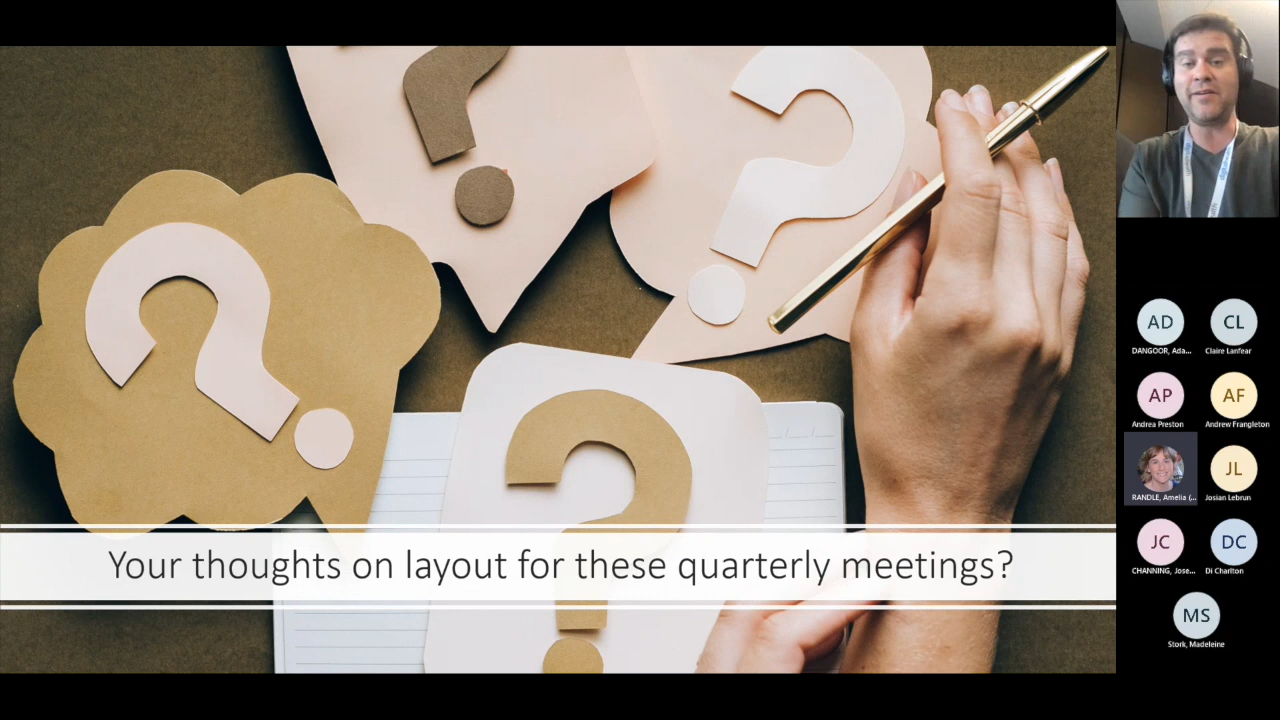 Your thoughts on layout for these quarterly meetings?
AD
DANGOOR, Ada...
CL
Claire Lanfear
AP
Andrea Preston
AF
Andrew Frangleton
RANDLE, Amelia (...
JL
Josian Lebrun
JC
CHANNING, Jose...
DC
Di Charlton
MS
Stork, Madeleine